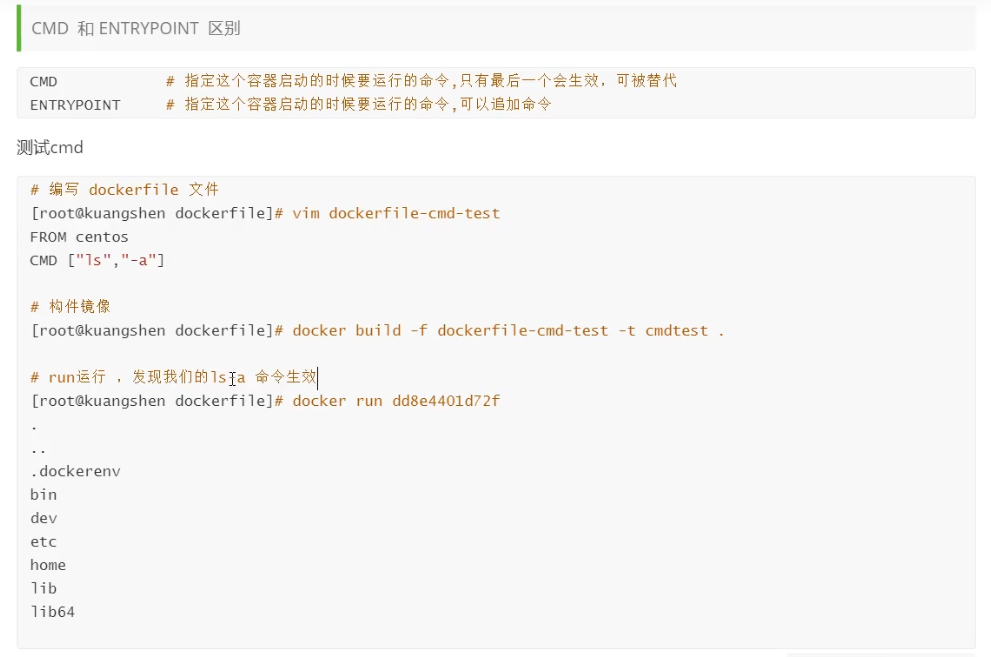 CMD 和 ENTRYPOINT 区别
CMD # 指定这个容器启动的时候要运行的命令,只有最后一个会生效，可被替代
ENTRYPOINT # 指定这个容器启动的时候要运行的命令,可以追加命令
测试cmd
# 编写 dockerfile 文件
[root@kuangshen dockerfile]# vim dockerfile-cmd-test
FROM centos
CMD ["ls","-a"]
# 构件镜像
[root@kuangshen dockerfile]# docker build -f dockerfile-cmd-test -t cmdtest .
# run运行 ，发现我们的ls-a 命令生效
[root@kuangshen dockerfile]# docker run dd8e4401d72f
.
..
.dockerenv
bin
dev
etc
home
lib
lib64